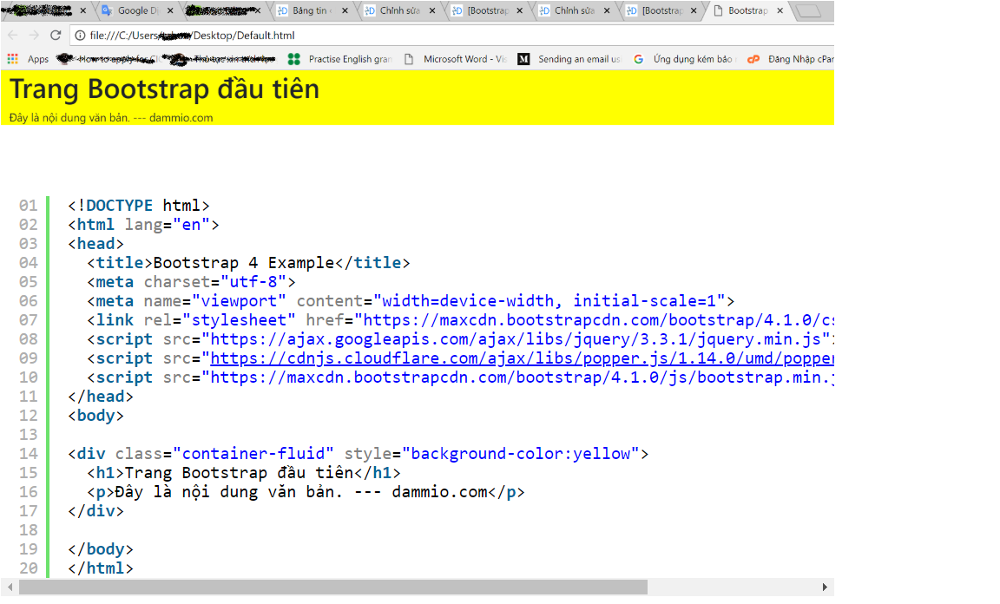 Google Dị
Bảng tin
Chỉnh sửa
[Bootstrap
Chỉnh sửa
[Bootstrap
Bootstrap
file:///C:/Users/ /Desktop/Default.html
Apps
Practise English gran
Microsoft Word - Vi
Sending an email us
Ứng dụng kém bảo
Đăng Nhập cPan
Trang Bootstrap đầu tiên
Đây là nội dung văn bản. --- dammio.com
01 <!DOCTYPE html>
02 <html lang="en">
03 <head>
04 <title>Bootstrap 4 Example</title>
05 <meta charset="utf-8">
06 <meta name="viewport" content="width=device-width, initial-scale=1">
07 <link rel="stylesheet" href="https://maxcdn.bootstrapcdn.com/bootstrap/4.1.0/cs
08 <script src="https://ajax.googleapis.com/ajax/libs/jquery/3.3.1/jquery.min.js">
09 <script src="https://cdnjs.cloudflare.com/ajax/libs/popper.js/1.14.0/umd/popper
10 <script src="https://maxcdn.bootstrapcdn.com/bootstrap/4.1.0/js/bootstrap.min.j
11 </head>
12 <body>
13
14 <div class="container-fluid" style="background-color:yellow">
15 <h1>Trang Bootstrap đầu tiên</h1>
16 <p>Đây là nội dung văn bản. --- dammio.com</p>
17 </div>
18
19 </body>
20 </html>